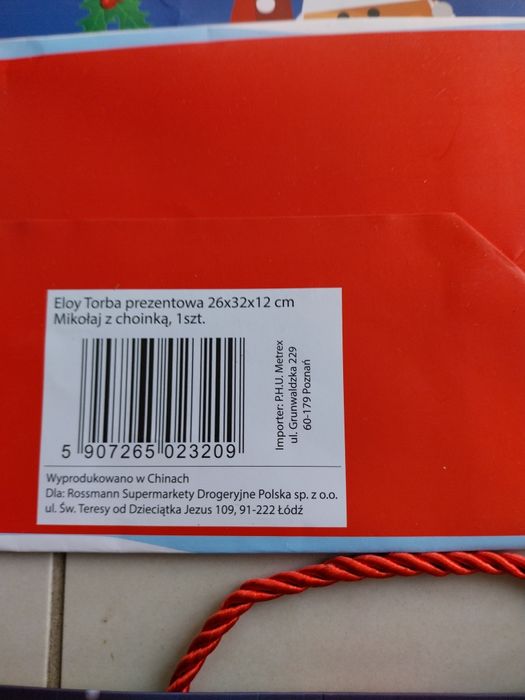 Eloy Torba prezentowa 26x32x12 cm
Mikołaj z choinką, 1szt.
5 907265 023209
Importer: P.H.U. Metrex
ul. Grunwaldzka 229
60-179 Poznań
Wyprodukowano w Chinach
Dla: Rossmann Supermarkety Drogeryjne Polska sp. z o.o.
ul. Św. Teresy od Dzieciątka Jezus 109, 91-222 Łódź